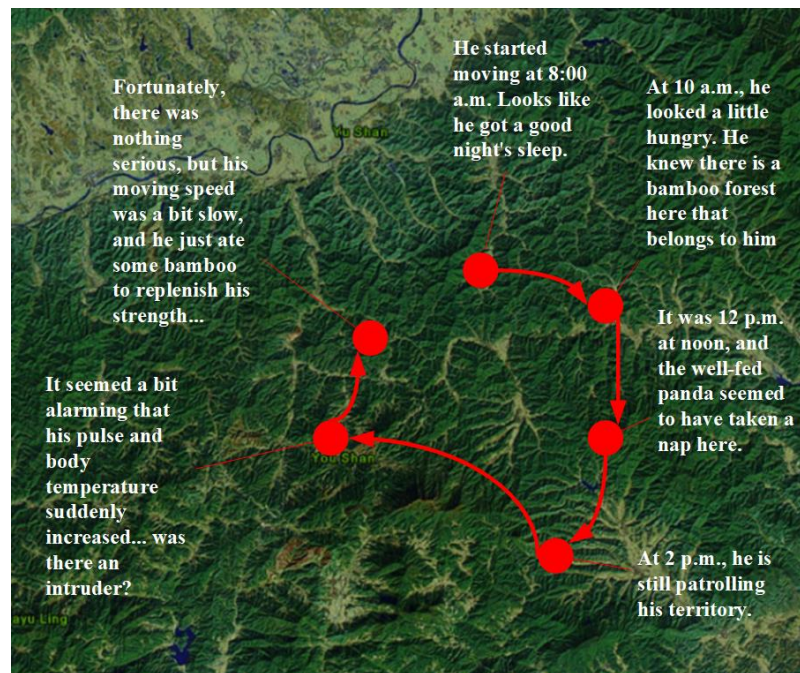 He started
moving at 8:00
a.m. Looks like
he got a good
night's sleep.
At 10 a.m., he
looked a little
hungry. He
knew there is a
bamboo forest
here that
belongs to him
It was 12 p.m.
at noon, and
the well-fed
panda seemed
to have taken a
nap here.
At 2 p.m., he is
still patrolling
his territory.
It seemed a bit
alarming that
his pulse and
body
temperature
suddenly
increased... was
there an
intruder?
Fortunately,
there was
nothing
serious, but his
moving speed
was a bit slow,
and he just ate
some bamboo
to replenish his
strength...
Yu Shan
You Shan
ayu Ling